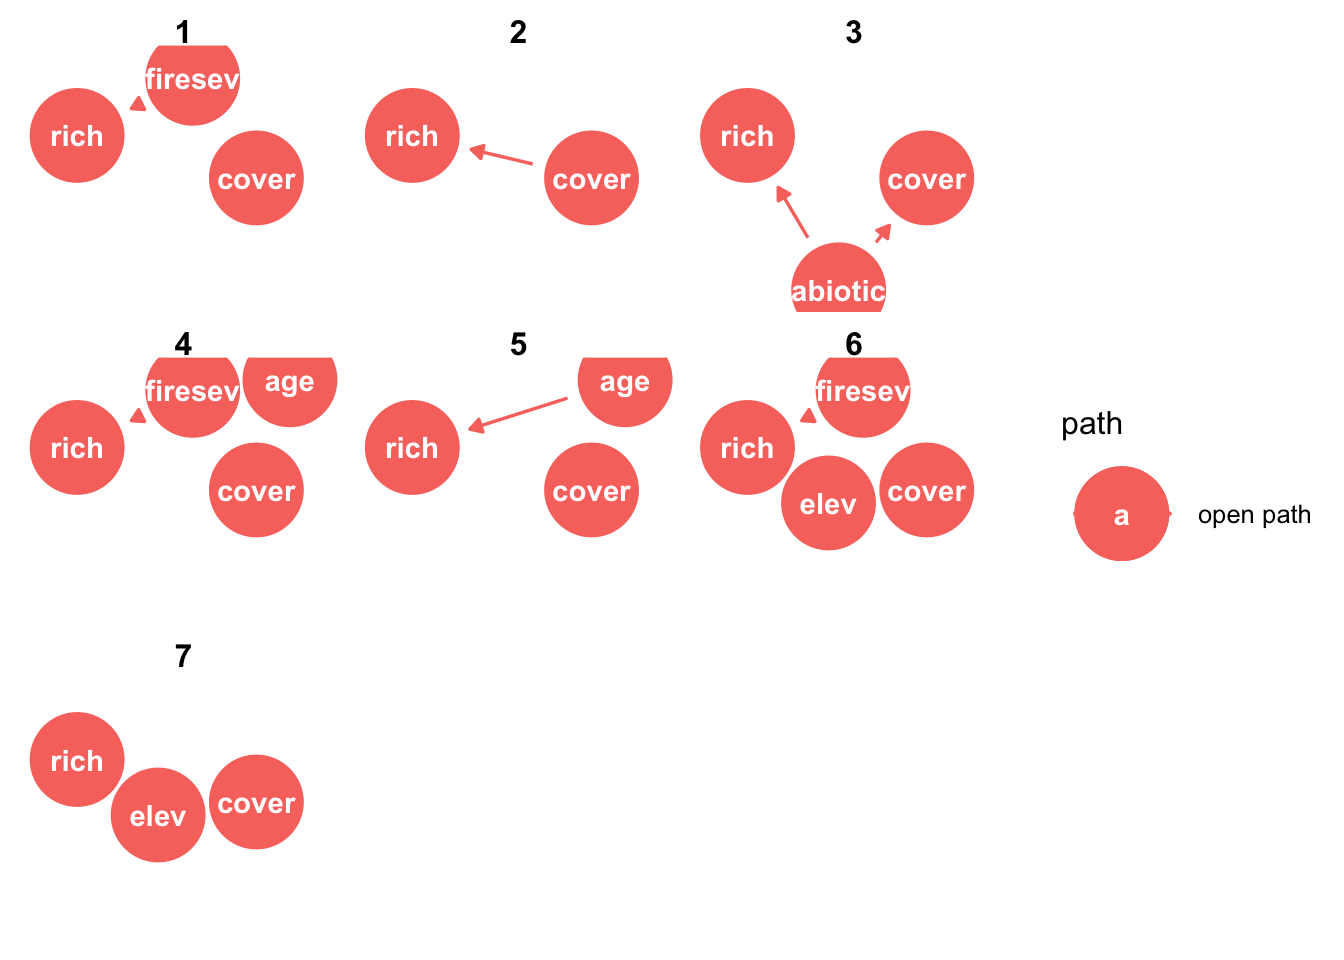 1
firesev
rich
cover
2
rich
cover
3
rich
cover
abiotic
4
firesev
age
rich
cover
5
age
rich
cover
6
firesev
rich
elev
cover
path
a
open path
7
rich
elev
cover